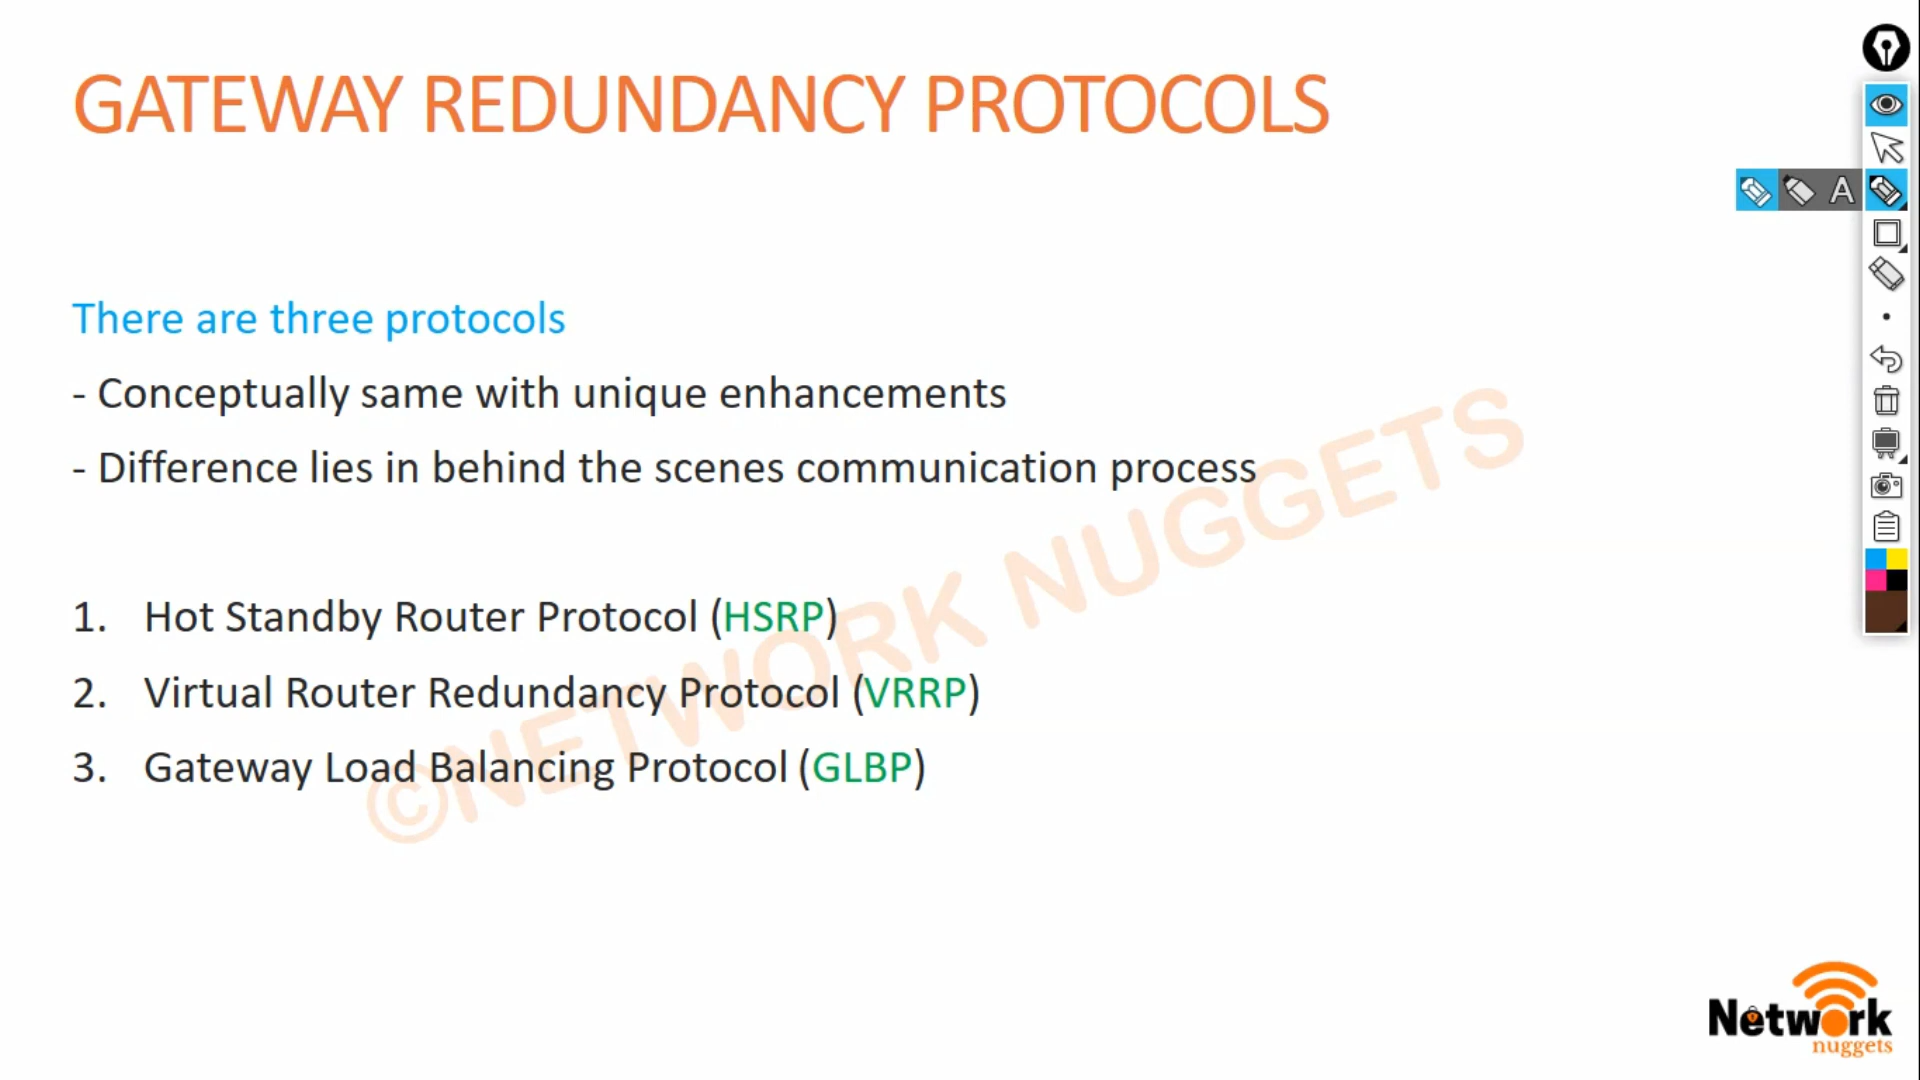 GATEWAY REDUNDANCY PROTOCOLS
A
There are three protocols
- Conceptually same with unique enhancements
- Difference lies in behind the scenes communication process
1. Hot Standby Router Protocol (HSRP)
2. Virtual Router Redundancy Protocol (VRRP)
3. Gateway Load Balancing Protocol (GLBP)
©NETWORK NUGGETS
Network
nuggets